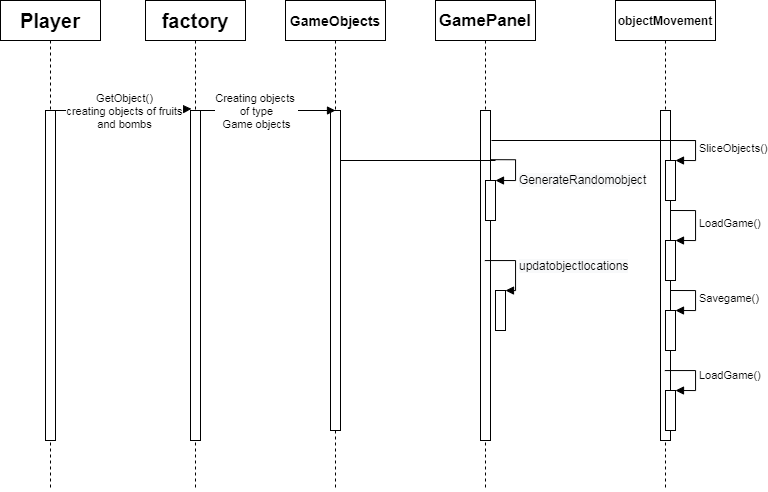 Player
factory
GameObjects
GamePanel
objectMovement
GetObject()
creating objects of fruits
and bombs
Creating objects
of type
Game objects
SliceObjects()
GenerateRandomobject
LoadGame()
updatobjectlocations
Savegame()
LoadGame()